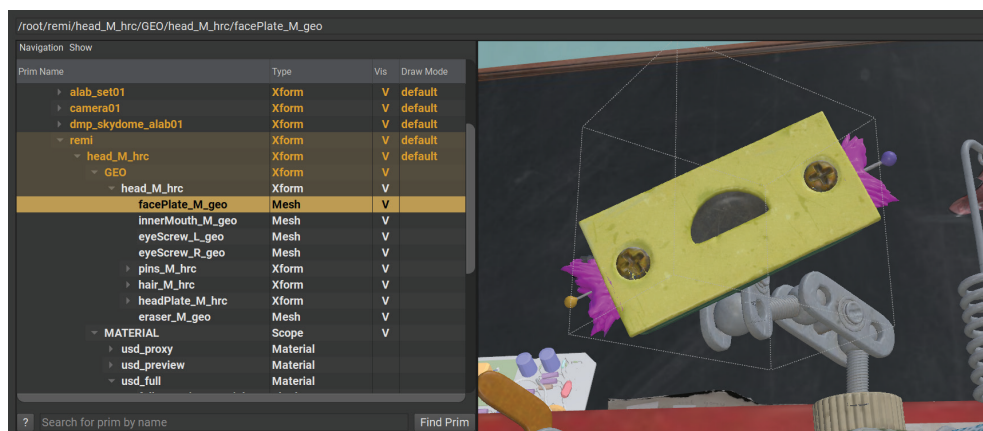 /root/remi/head_M_hrc/GEO/head_M_hrc/facePlate_M_geo
Navigation Show
Prim Name Type Vis Draw Mode
alab_set01 Xform V default
camera01 Xform V default
dmp_skydome_alab01 Xform V default
remi Xform V default
head_M_hrc Xform V default
GEO Xform V
head_M_hrc Xform V
facePlate_M_geo Mesh V
innerMouth_M_geo Mesh V
eyeScrew_L_geo Mesh V
eyeScrew_R_geo Mesh V
pins_M_hrc Xform V
hair_M_hrc Xform V
headPlate_M_hrc Xform V
eraser_M_geo Mesh V
MATERIAL Scope V
usd_proxy Material
usd_preview Material
usd_full Material
? Search for prim by name Find Prim